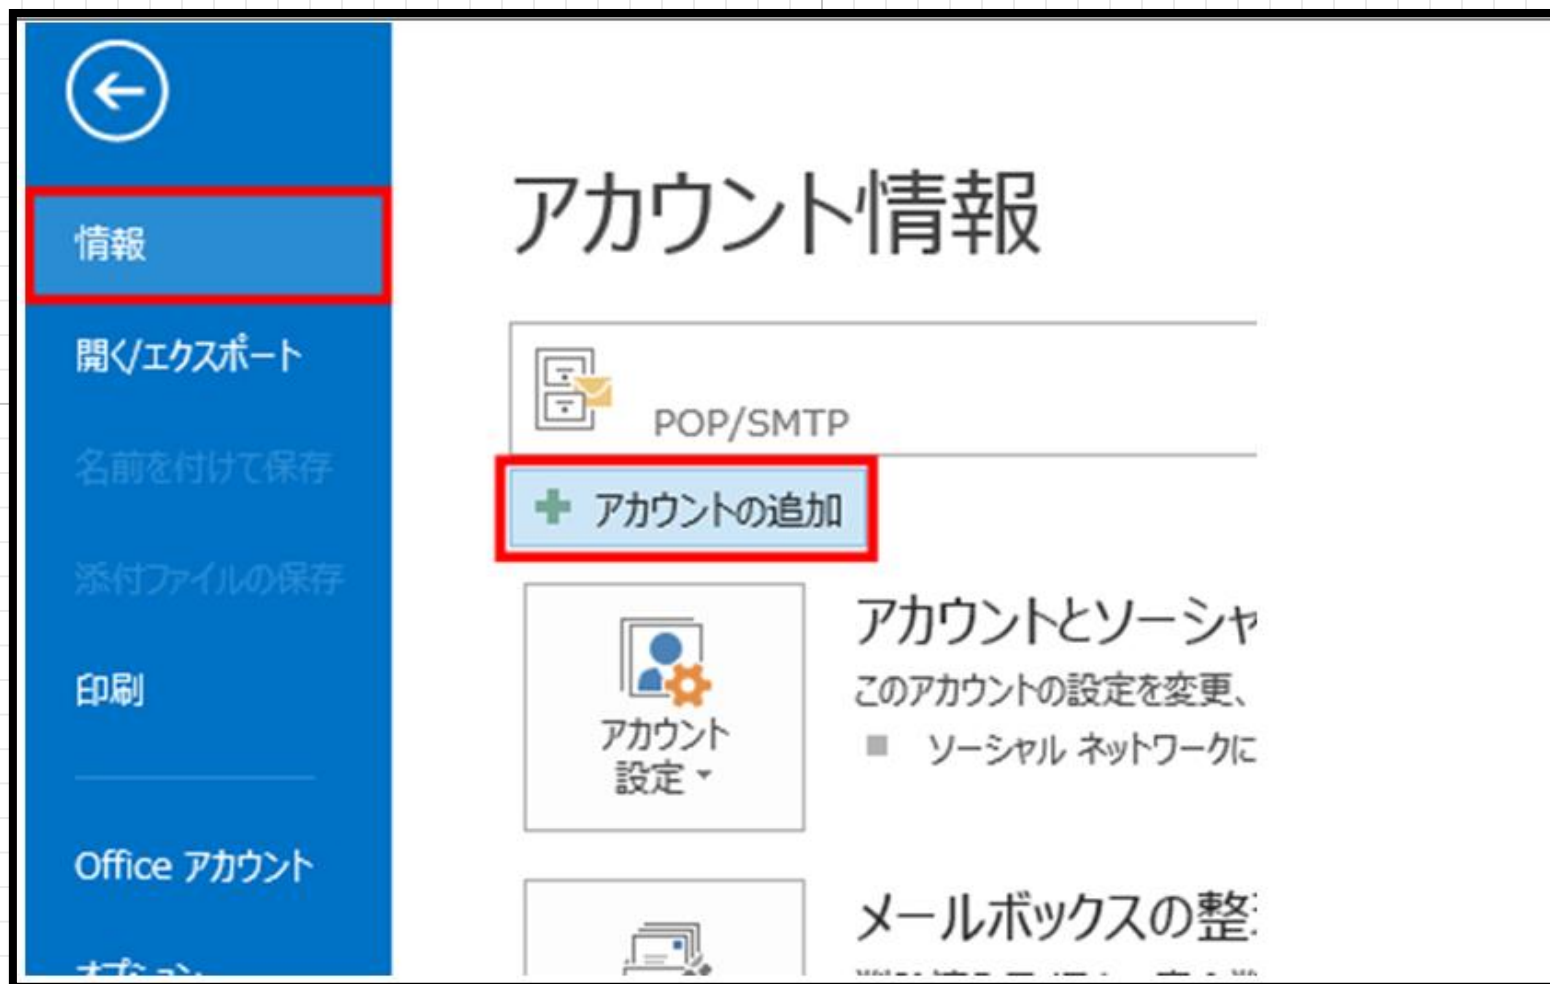 情報
開く/エクスポート
名前を付けて保存
添付ファイルの保存
印刷
Office アカウント
オプション
アカウント情報
POP/SMTP
アカウントの追加
アカウント
設定
アカウントとソーシャ
このアカウントの設定を変更、
ソーシャル ネットワークに
メールボックスの整